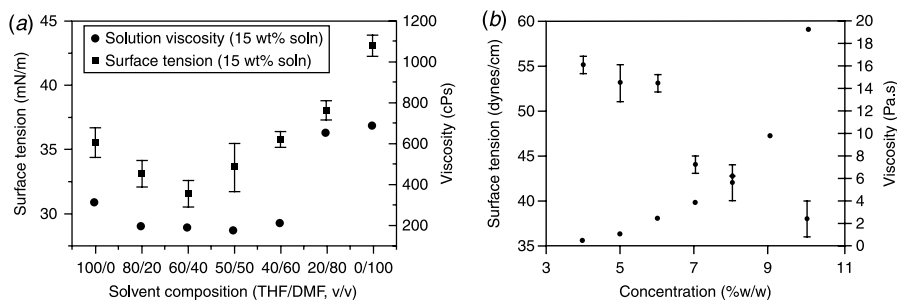 (a)
Solution viscosity (15 wt% soln)
Surface tension (15 wt% soln)
Surface tension (mN/m)
45
40
35
30
1200
1000
800
600
400
200
Viscosity (cPs)
100/0 80/20 60/40 50/50 40/60 20/80 0/100
Solvent composition (THF/DMF, v/v)
(b)
Surface tension (dynes/cm)
60
55
50
45
40
35
20
18
16
14
12
10
8
6
4
2
0
Viscosity (Pa.s)
3 5 7 9 11
Concentration (%w/w)